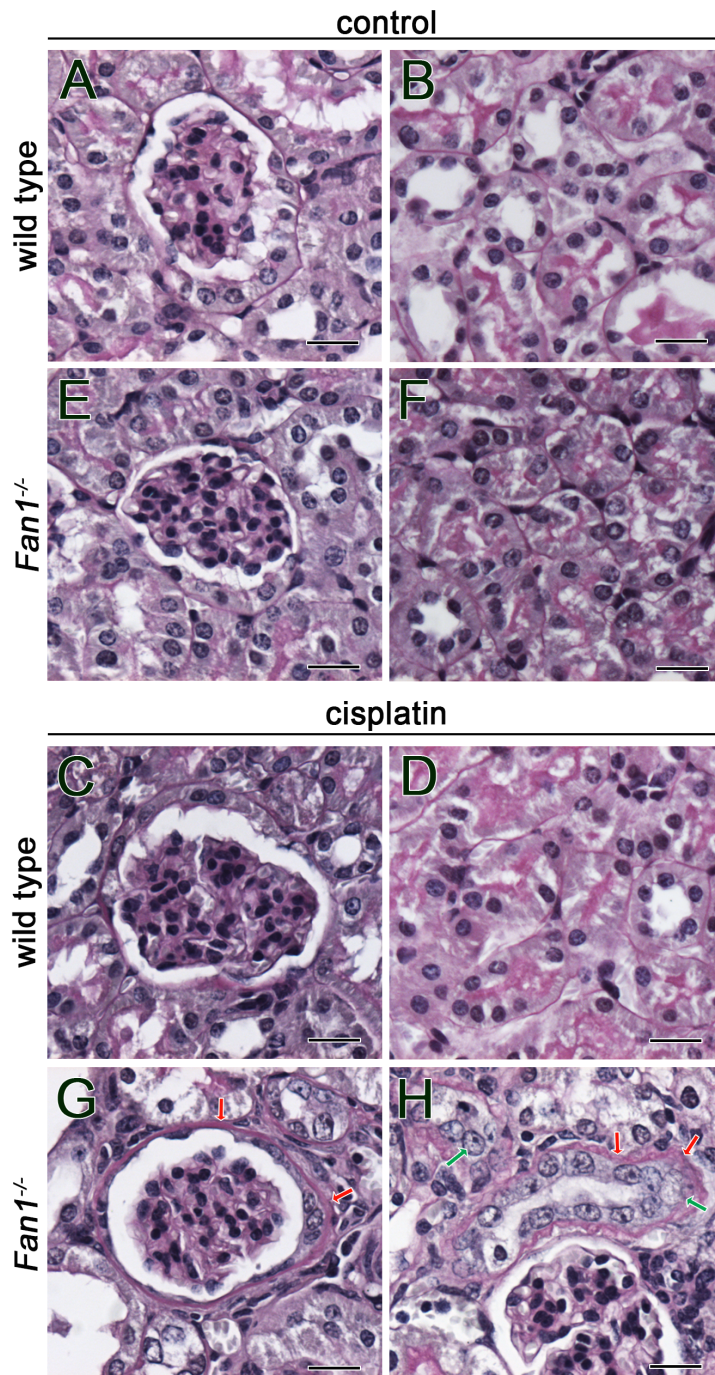 control
wild type
A
B
Fan1-/-
E
F
cisplatin
wild type
C
D
Fan1-/-
G
H